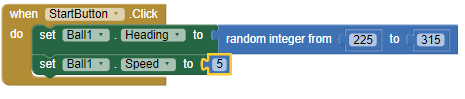 when StartButton .Click
do set Ball1 . Heading to random integer from 225 to 315
set Ball1 . Speed to 5